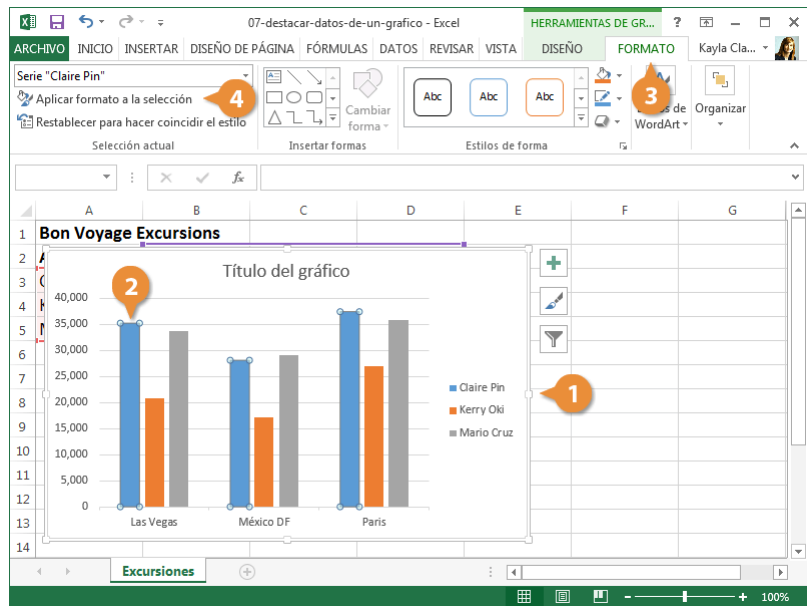 07-destacar-datos-de-un-grafico - Excel
HERRAMIENTAS DE GR...
?
ARCHIVO INICIO INSERTAR DISEÑO DE PÁGINA FÓRMULAS DATOS REVISAR VISTA DISEÑO FORMATO Kayla Cla...
Serie "Claire Pin"
Aplicar formato a la selección
4
Restablecer para hacer coincidir el estilo
Selección actual
Cambiar
forma
Insertar formas
Abc Abc Abc
Estilos de forma
3
de
WordArt
Organizar
fx
A B C D E F G
1 Bon Voyage Excursions
2
3
4
5
6
7
8
9
10
11
12
13
14
Título del gráfico
2
40,000
35,000
30,000
25,000
20,000
15,000
10,000
5,000
0
Las Vegas México DF Paris
Claire Pin
Kerry Oki
Mario Cruz
1
Excursiones
100%